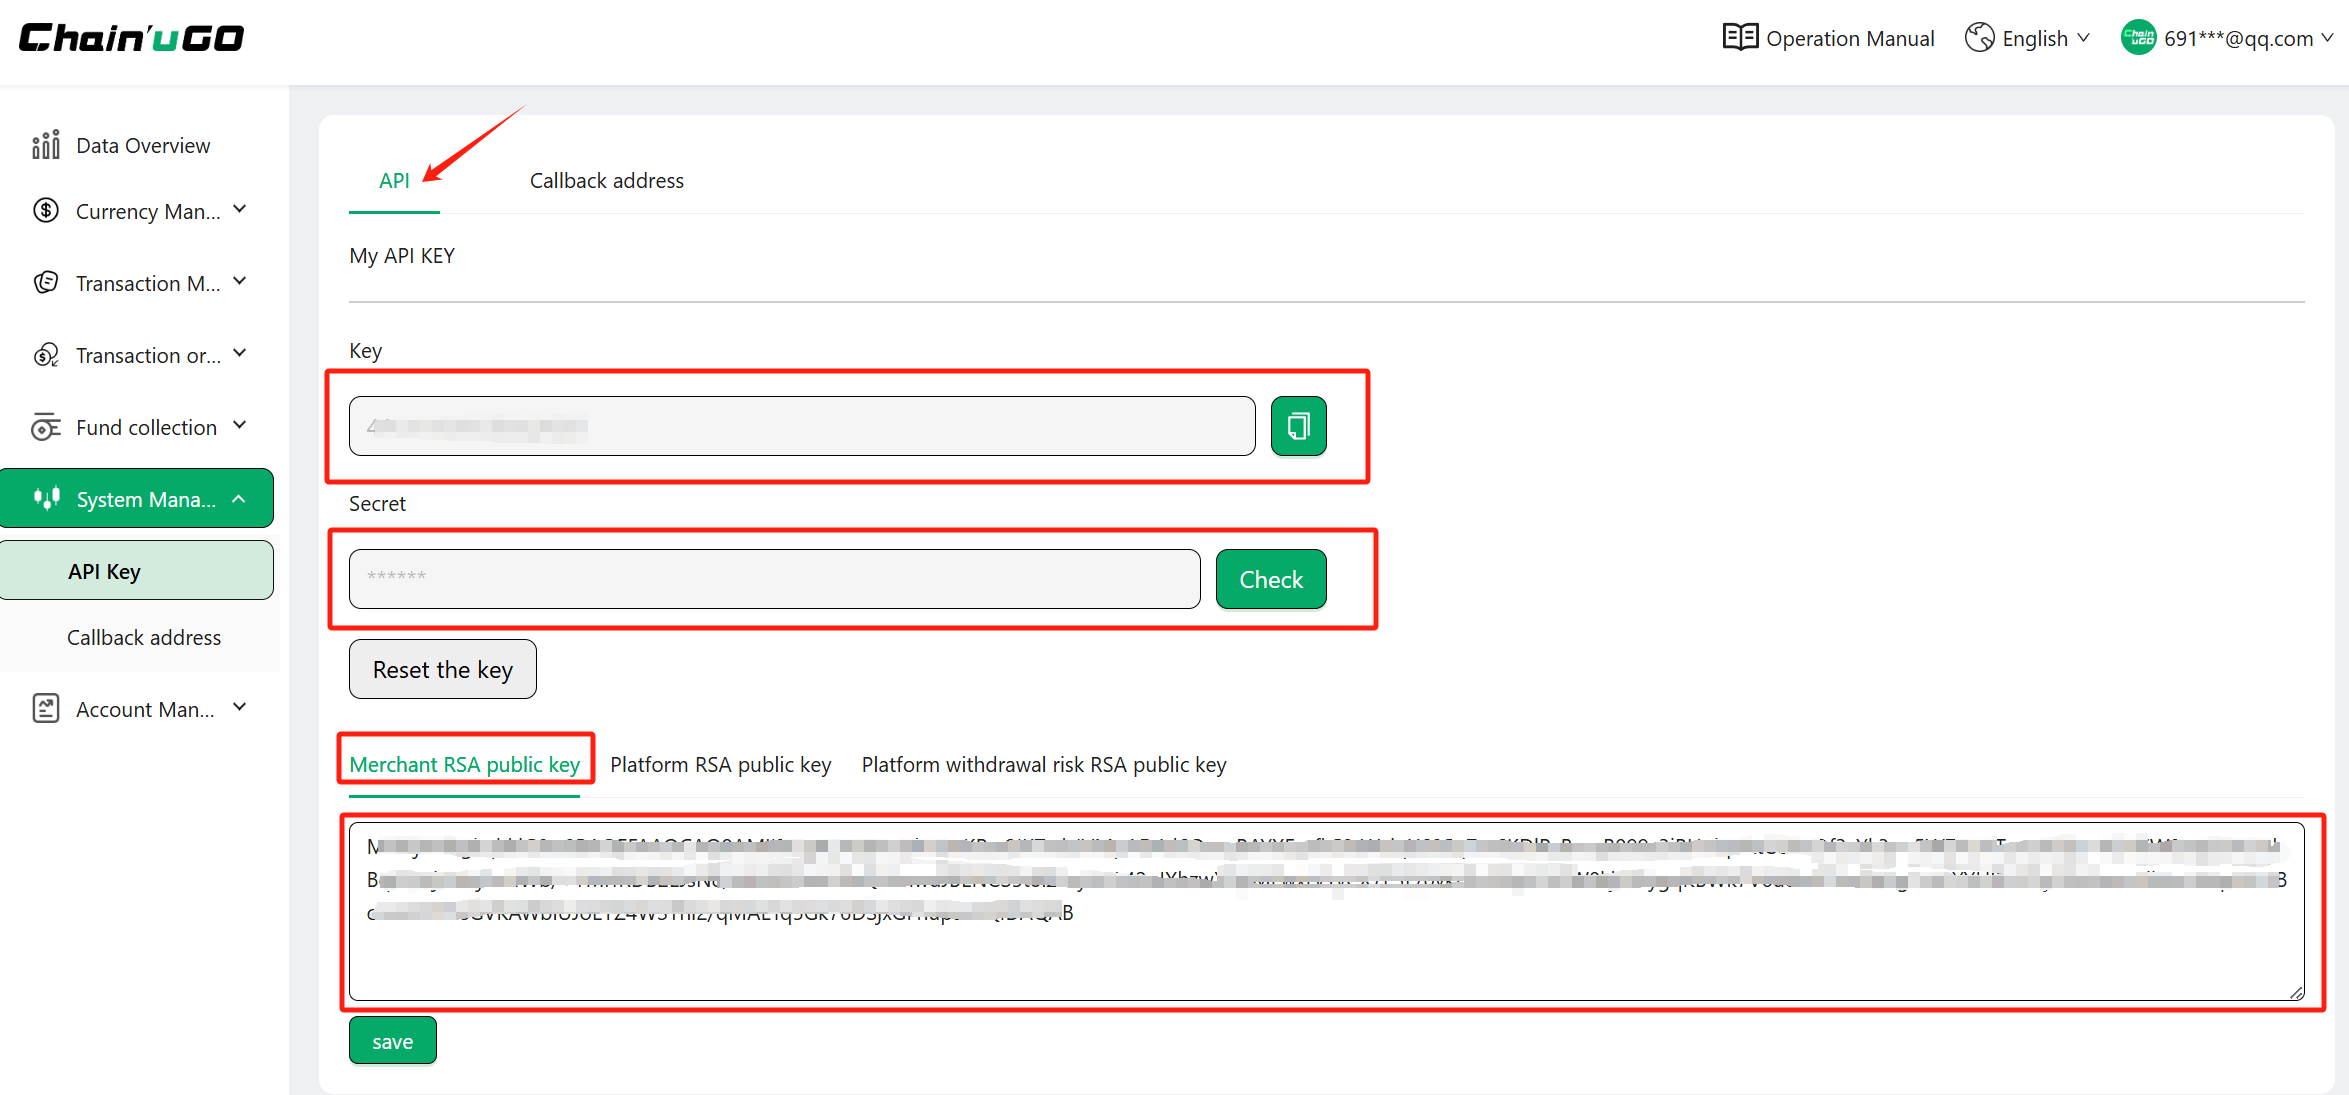 Chain'uGO
Operation Manual
English
Chain uGO
691***@qq.com
Data Overview
Currency Man...
Transaction M...
Transaction or...
Fund collection
System Mana...
API Key
Callback address
Account Man...
API
Callback address
My API KEY
Key
Secret
******
Check
Reset the key
Merchant RSA public key
Platform RSA public key
Platform withdrawal risk RSA public key
save